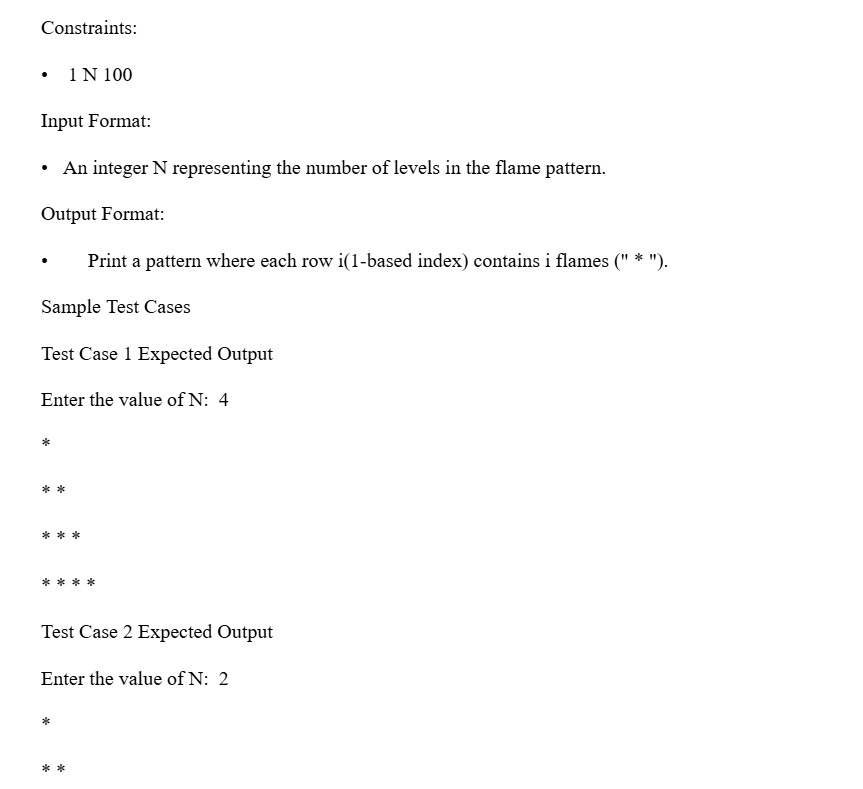 Constraints:
• 1 N 100
Input Format:
• An integer N representing the number of levels in the flame pattern.
Output Format:
• Print a pattern where each row i(1-based index) contains i flames (" * ").
Sample Test Cases
Test Case 1 Expected Output
Enter the value of N:  4
*
* *
* * *
* * * *
Test Case 2 Expected Output
Enter the value of N:  2
*
* *